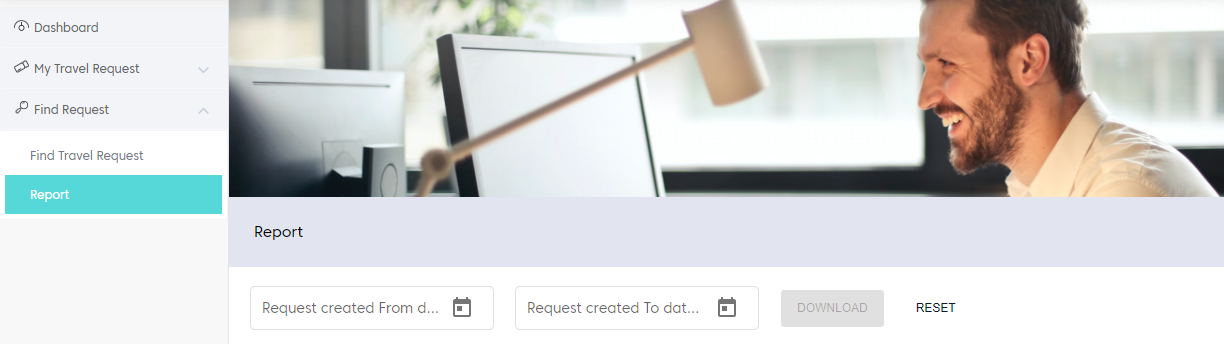 Dashboard
My Travel Request
Find Request
Find Travel Request
Report
Report
Request created From d...
Request created To dat...
DOWNLOAD
RESET